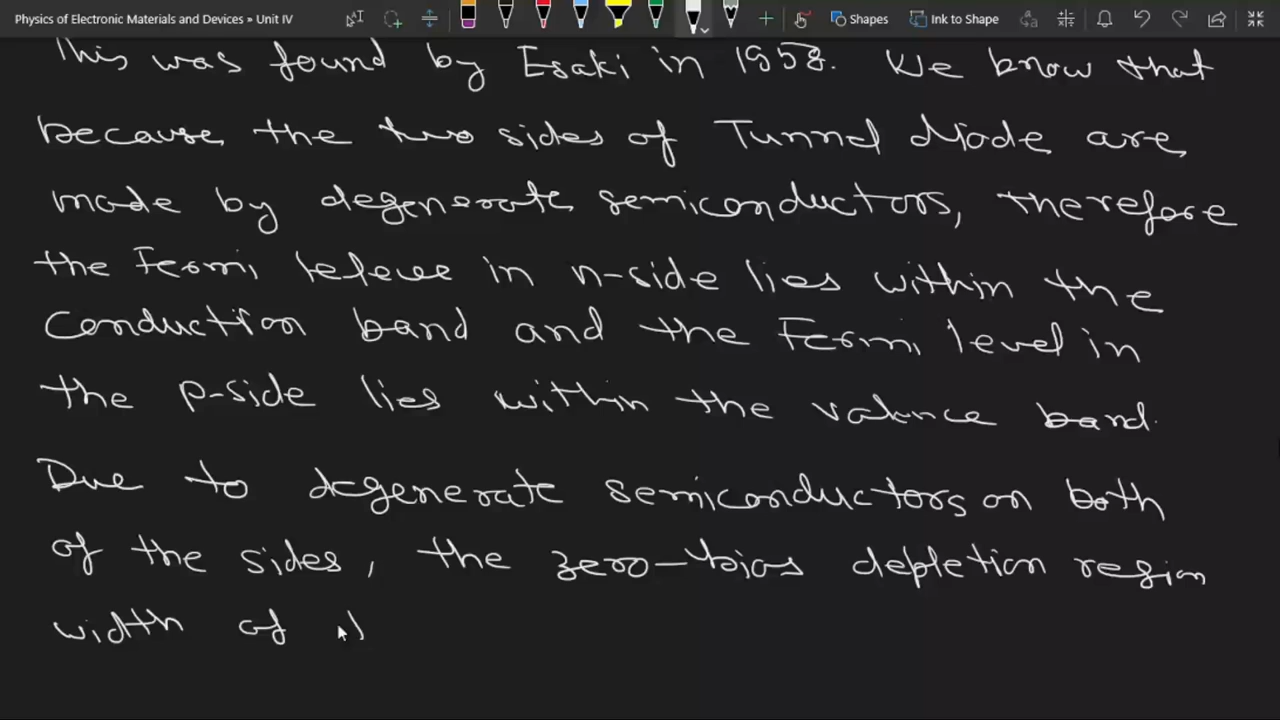 Physics of Electronic Materials and Devices » Unit IV
Shapes
Ink to Shape
This was found by Esaki in 1958. We know that
because the two sides of Tunnel diode are
made by degenerate semiconductors, therefore
the Fermi in n-side lies within the
Conduction band and the Fermi level in
the p-side lies within the valence band.
Due to degenerate semiconductors on both
of the sides, the zero-bias depletion region
width of